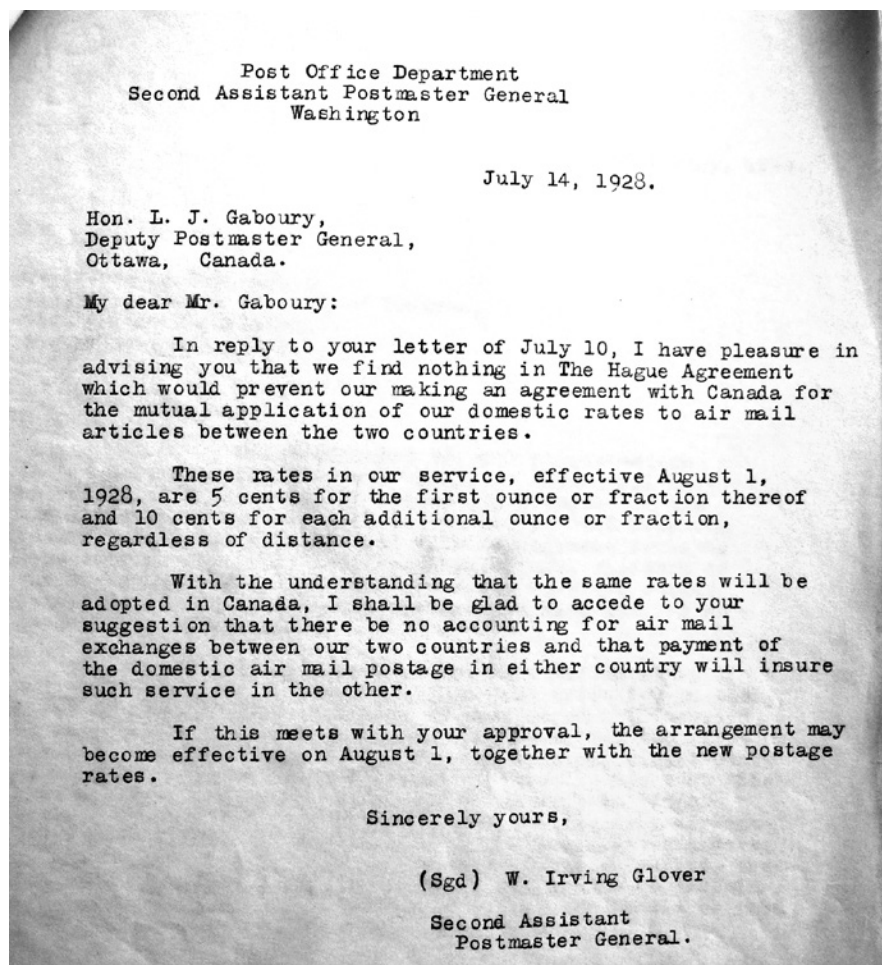 Post Office Department
Second Assistant Postmaster General
Washington
July 14, 1928.
Hon. L. J. Gaboury,
Deputy Postmaster General,
Ottawa, Canada.
My dear Mr. Gaboury:
In reply to your letter of July 10, I have pleasure in
advising you that we find nothing in The Hague Agreement
which would prevent our making an agreement with Canada for
the mutual application of our domestic rates to air mail
articles between the two countries.
These rates in our service, effective August 1,
1928, are 5 cents for the first ounce or fraction thereof
and 10 cents for each additional ounce or fraction,
regardless of distance.
With the understanding that the same rates will be
adopted in Canada, I shall be glad to accede to your
suggestion that there be no accounting for air mail
exchanges between our two countries and that payment of
the domestic air mail postage in either country will insure
such service in the other.
If this meets with your approval, the arrangement may
become effective on August 1, together with the new postage
rates.
Sincerely yours,
(Sgd) W. Irving Glover
Second Assistant
Postmaster General.